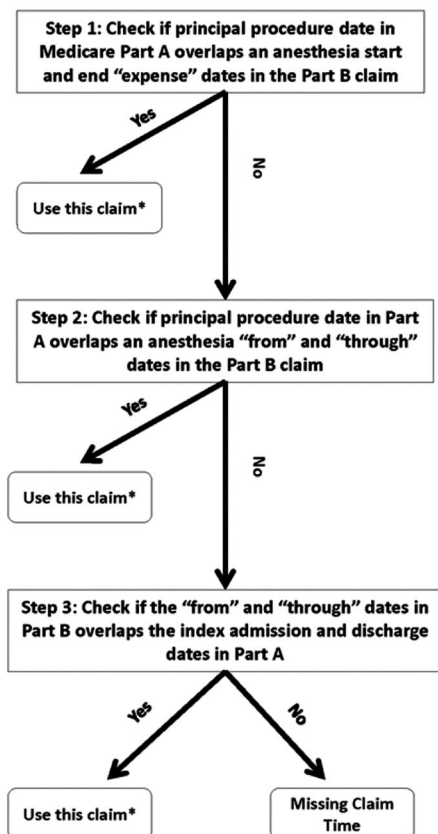 Step 1: Check if principal procedure date in
Medicare Part A overlaps an anesthesia start
and end “expense” dates in the Part B claim
Yes
No
Use this claim*
Step 2: Check if principal procedure date in Part
A overlaps an anesthesia “from” and “through”
dates in the Part B claim
Yes
No
Use this claim*
Step 3: Check if the “from” and “through” dates in
Part B overlaps the index admission and discharge
dates in Part A
Yes
No
Use this claim*
Missing Claim
Time